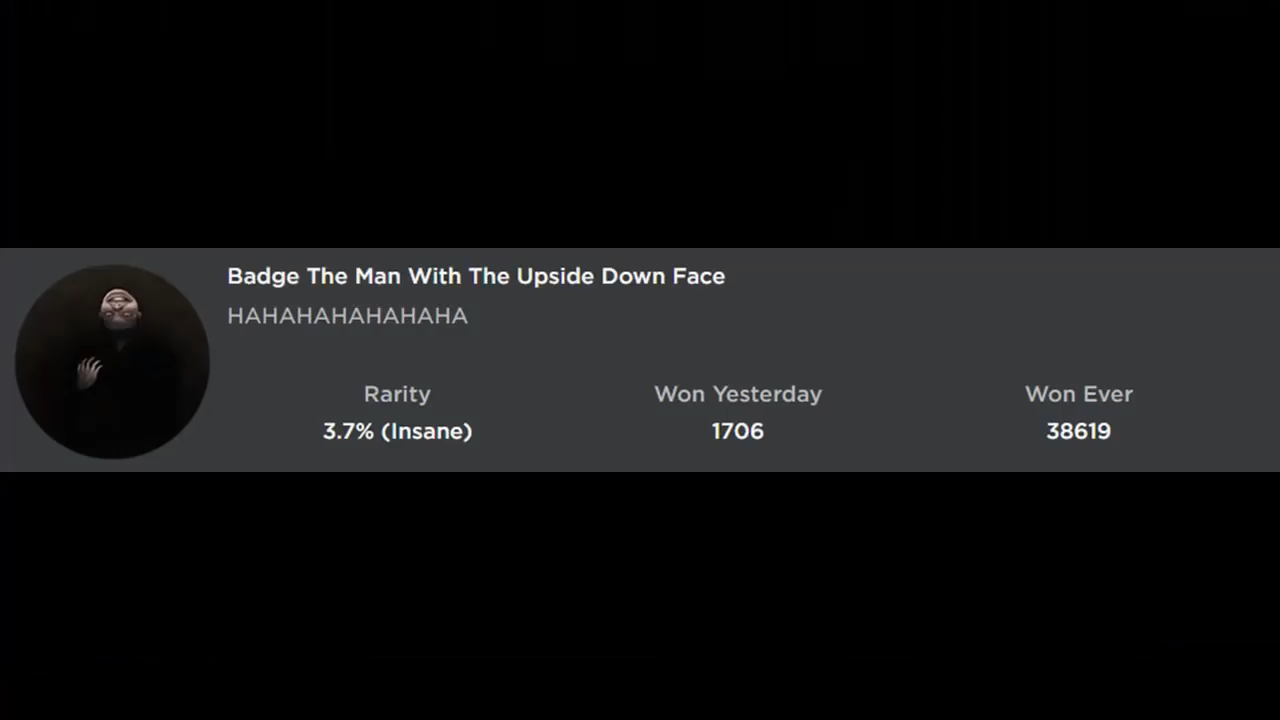 Badge The Man With The Upside Down Face
HAHAHAHAHAHAHA
Rarity Won Yesterday Won Ever
3.7% (Insane) 1706 38619